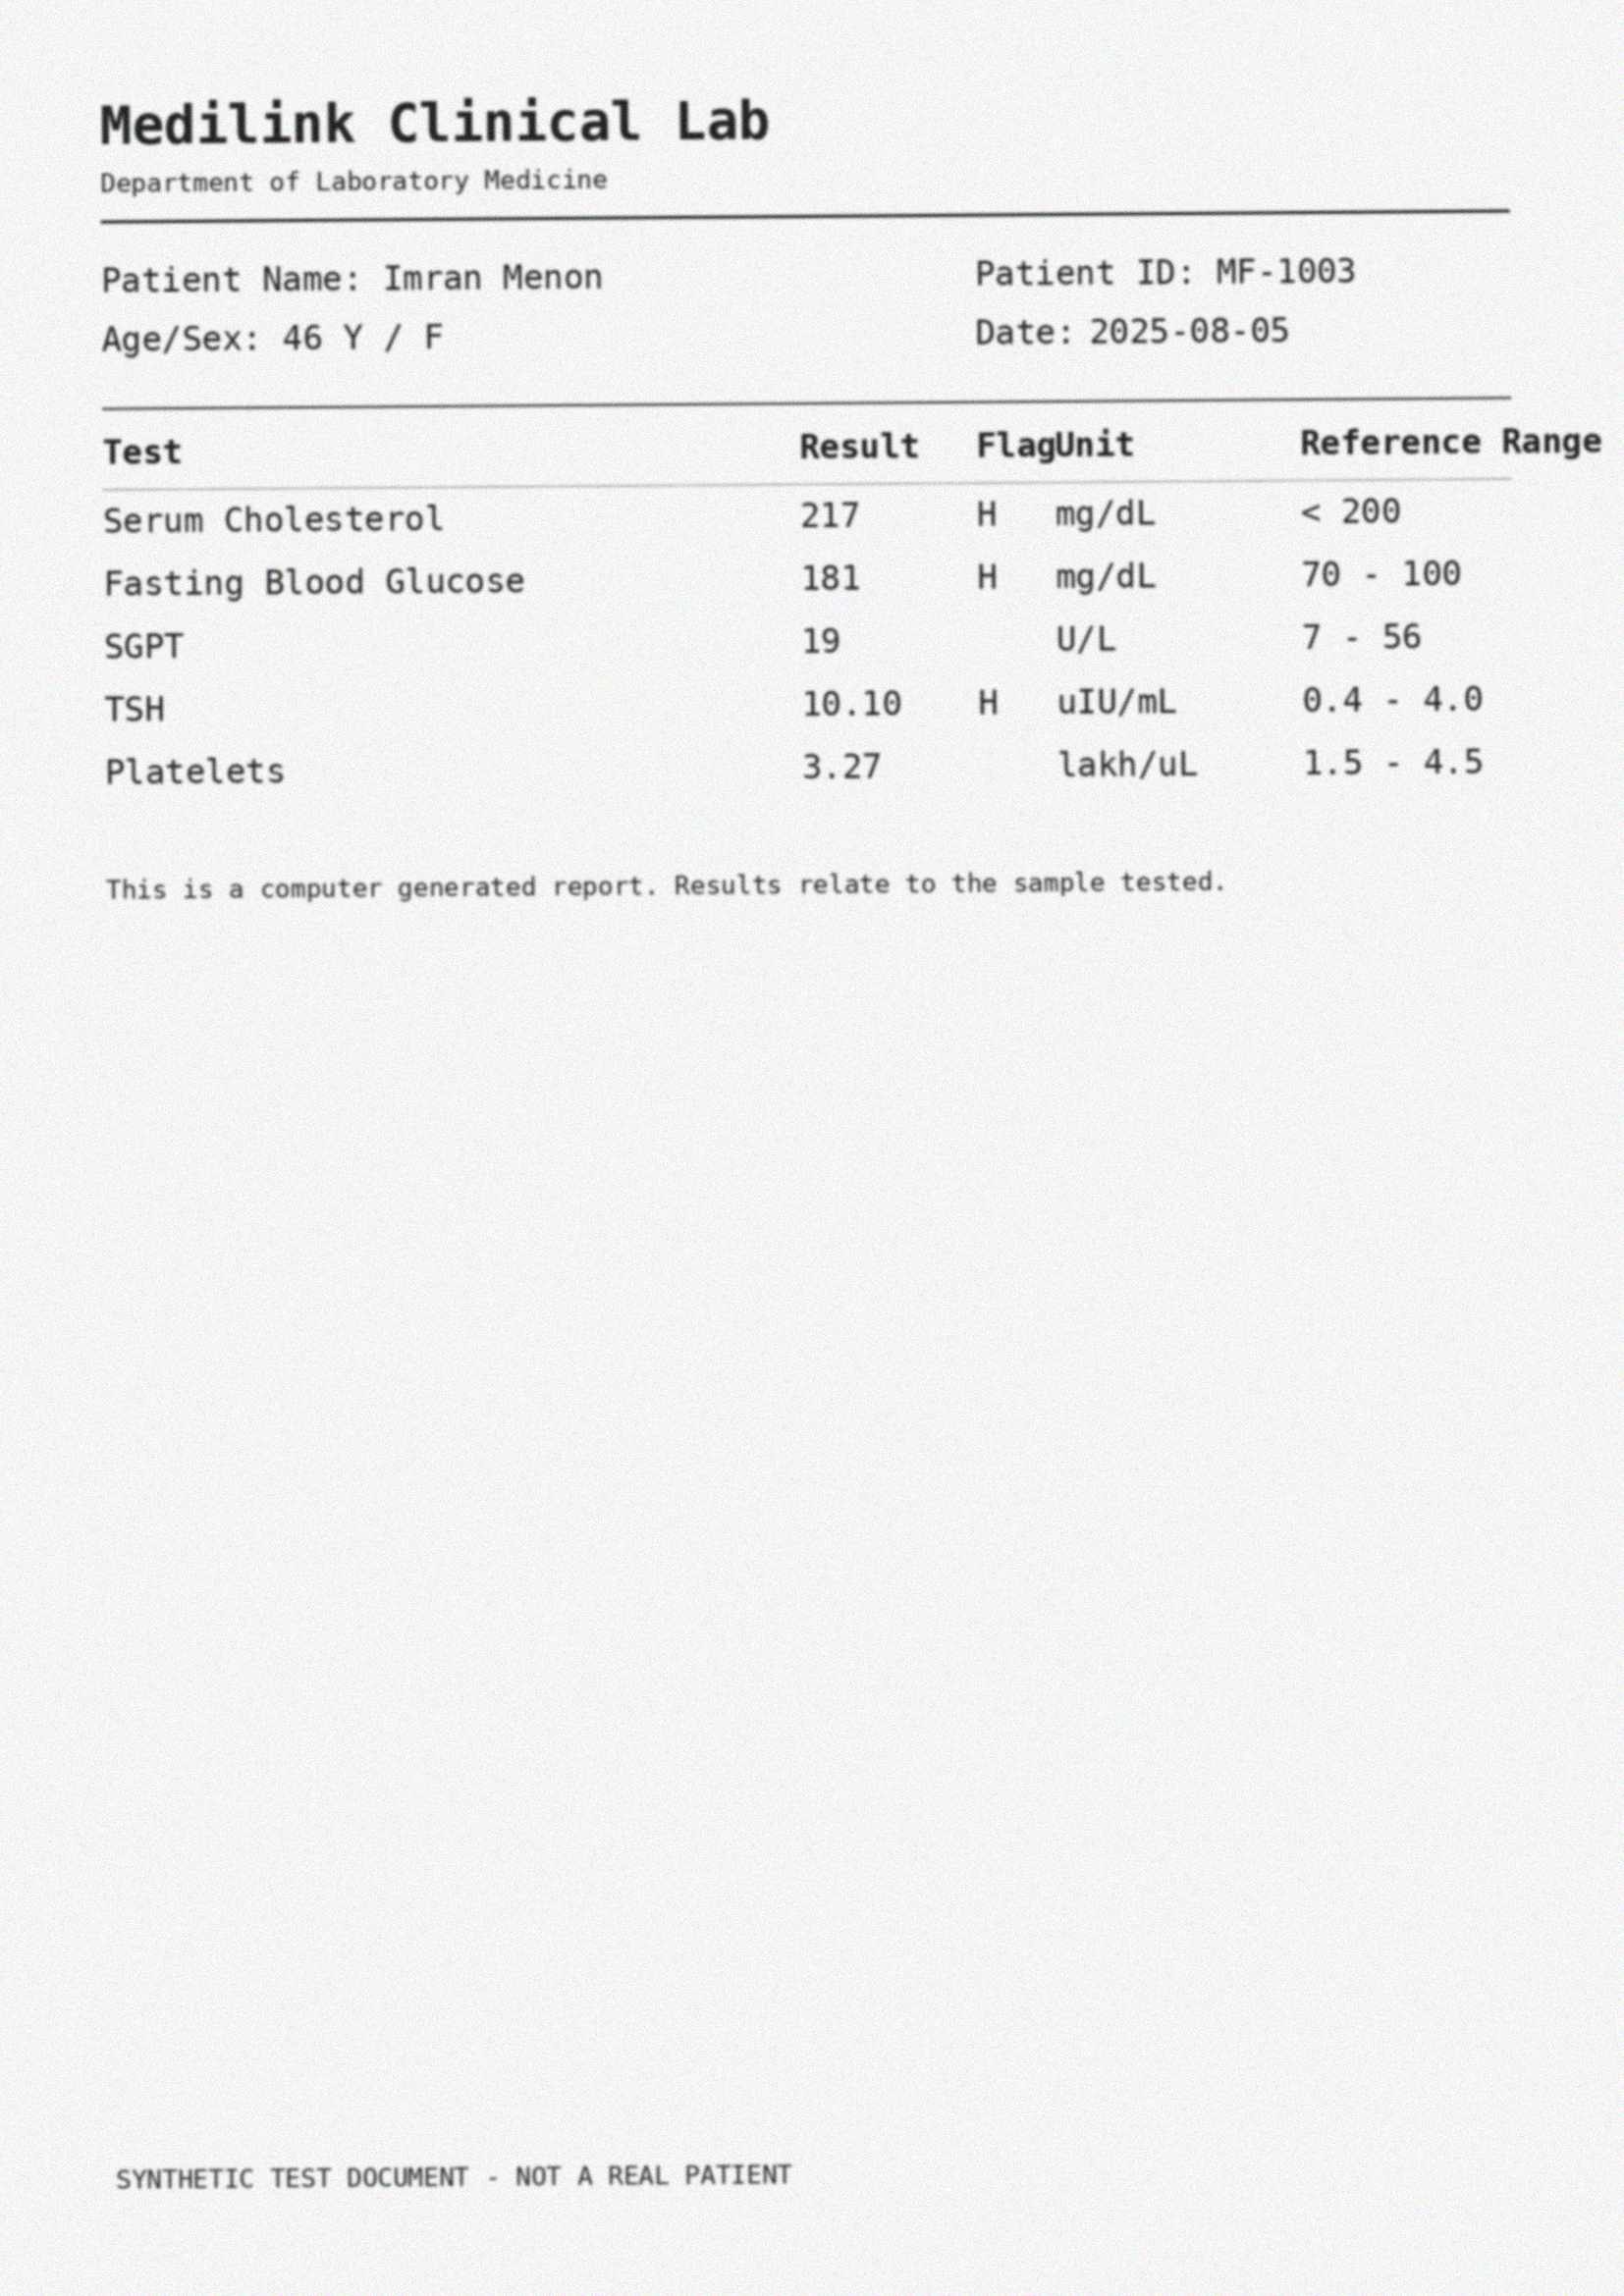 Medilink Clinical Lab
Department of Laboratory Medicine
Patient Name: Imran Menon Patient ID: MF-1003
Age/Sex: 46 Y / F Date: 2025-08-05
Test Result Flag Unit Reference Range
Serum Cholesterol 217 H mg/dL < 200
Fasting Blood Glucose 181 H mg/dL 70 - 100
SGPT 19 U/L 7 - 56
TSH 10.10 H uIU/mL 0.4 - 4.0
Platelets 3.27 lakh/uL 1.5 - 4.5
This is a computer generated report. Results relate to the sample tested.
SYNTHETIC TEST DOCUMENT - NOT A REAL PATIENT